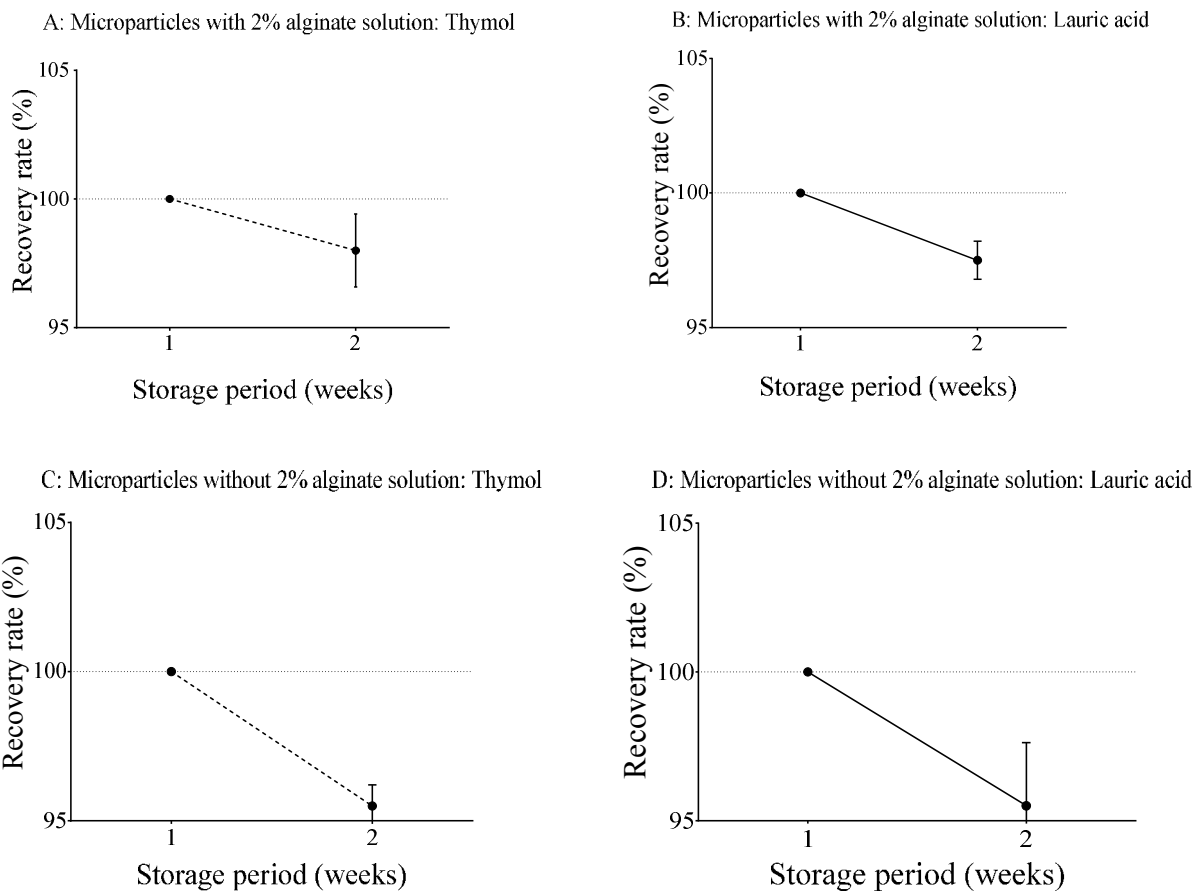 A: Microparticles with 2% alginate solution: Thymol
105
100
95
Recovery rate (%)
1 2
Storage period (weeks)
B: Microparticles with 2% alginate solution: Lauric acid
105
100
95
Recovery rate (%)
1 2
Storage period (weeks)
C: Microparticles without 2% alginate solution: Thymol
105
100
95
Recovery rate (%)
1 2
Storage period (weeks)
D: Microparticles without 2% alginate solution: Lauric acid
105
100
95
Recovery rate (%)
1 2
Storage period (weeks)